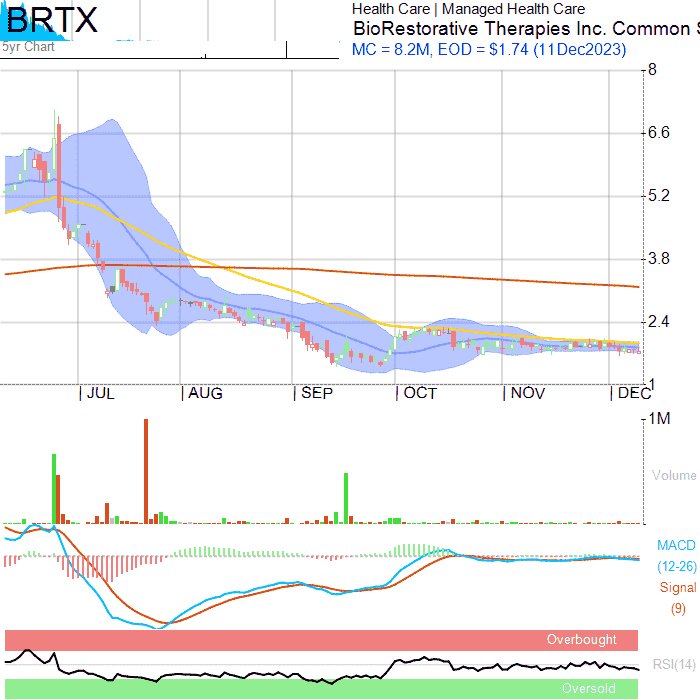 BRTX
5yr Chart
Health Care | Managed Health Care
BioRestorative Therapies Inc. Common S
MC = 8.2M, EOD = $1.74 (11Dec2023)
8
6.6
5.2
3.8
2.4
1
JUL AUG SEP OCT NOV DEC
1M
Volume
MACD
(12-26)
Signal
(9)
Overbought
RSI(14)
Oversold